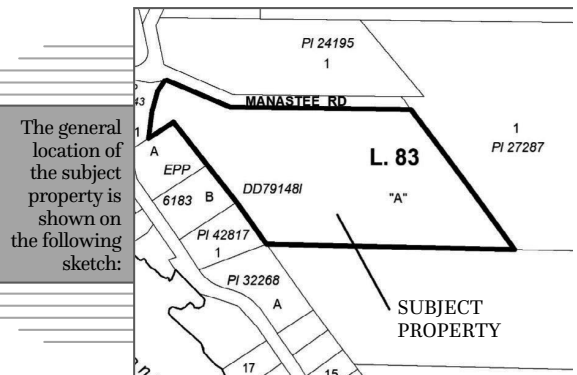 The general
location of
the subject
property is
shown on
the following
sketch:
PI 24195
1
MANASTEE RD
43
1
1
PI 27287
L. 83
"A"
A
EPP
6183
B
DD79148I
PI 42817
1
PI 32268
A
SUBJECT
PROPERTY
17
15